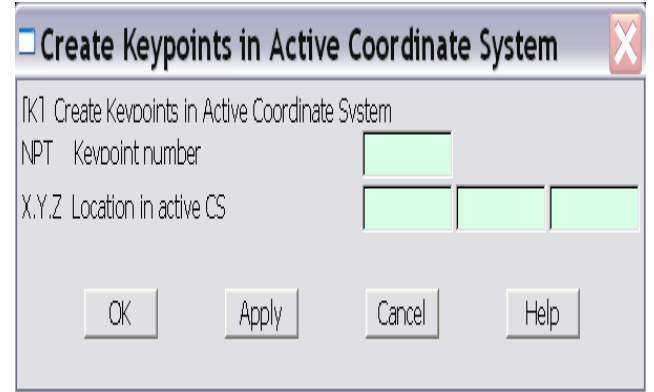 Create Keypoints in Active Coordinate System
[K] Create Keypoints in Active Coordinate System
NPT Keypoint number
X,Y,Z Location in active CS
OK Apply Cancel Help